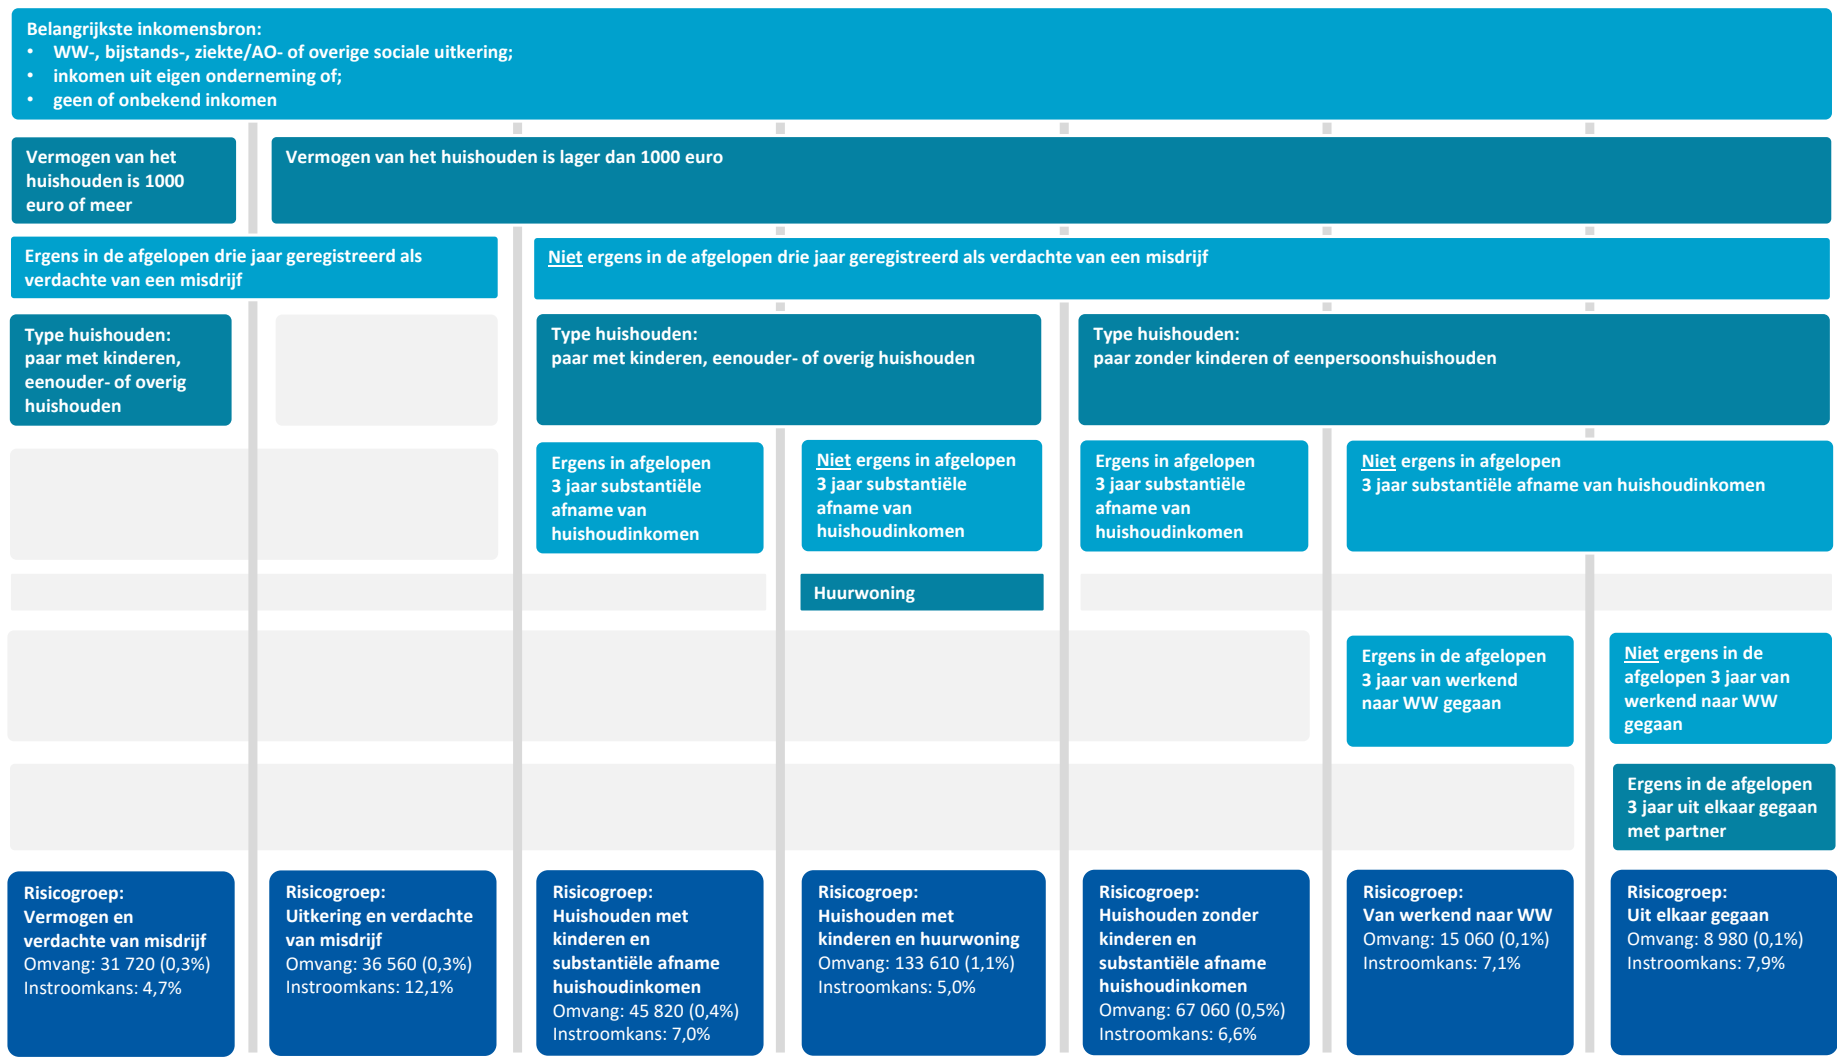 Belangrijkste inkomensbron:
• WW-, bijstands-, ziekte/AO- of overige sociale uitkering;
• inkomen uit eigen onderneming of;
• geen of onbekend inkomen
Vermogen van het
huishouden is 1000
euro of meer
Vermogen van het huishouden is lager dan 1000 euro
Ergens in de afgelopen drie jaar geregistreerd als
verdachte van een misdrijf
Niet ergens in de afgelopen drie jaar geregistreerd als verdachte van een misdrijf
Type huishouden:
paar met kinderen,
eenouder- of overig
huishouden
Type huishouden:
paar met kinderen, eenouder- of overig huishouden
Type huishouden:
paar zonder kinderen of eenpersoonshuishouden
Ergens in afgelopen
3 jaar substantiële
afname van
huishoudinkomen
Niet ergens in afgelopen
3 jaar substantiële
afname van
huishoudinkomen
Ergens in afgelopen
3 jaar substantiële
afname van
huishoudinkomen
Niet ergens in afgelopen
3 jaar substantiële afname van huishoudinkomen
Huurwoning
Ergens in de afgelopen
3 jaar van werkend
naar WW gegaan
Niet ergens in de
afgelopen 3 jaar van
werkend naar WW
gegaan
Ergens in de afgelopen
3 jaar uit elkaar gegaan
met partner
Risicogroep:
Vermogen en
verdachte van misdrijf
Omvang: 31 720 (0,3%)
Instroomkans: 4,7%
Risicogroep:
Uitkering en verdachte
van misdrijf
Omvang: 36 560 (0,3%)
Instroomkans: 12,1%
Risicogroep:
Huishouden met
kinderen en
substantiële afname
huishoudinkomen
Omvang: 45 820 (0,4%)
Instroomkans: 7,0%
Risicogroep:
Huishouden met
kinderen en huurwoning
Omvang: 133 610 (1,1%)
Instroomkans: 5,0%
Risicogroep:
Huishouden zonder
kinderen en
substantiële afname
huishoudinkomen
Omvang: 67 060 (0,5%)
Instroomkans: 6,6%
Risicogroep:
Van werkend naar WW
Omvang: 15 060 (0,1%)
Instroomkans: 7,1%
Risicogroep:
Uit elkaar gegaan
Omvang: 8 980 (0,1%)
Instroomkans: 7,9%